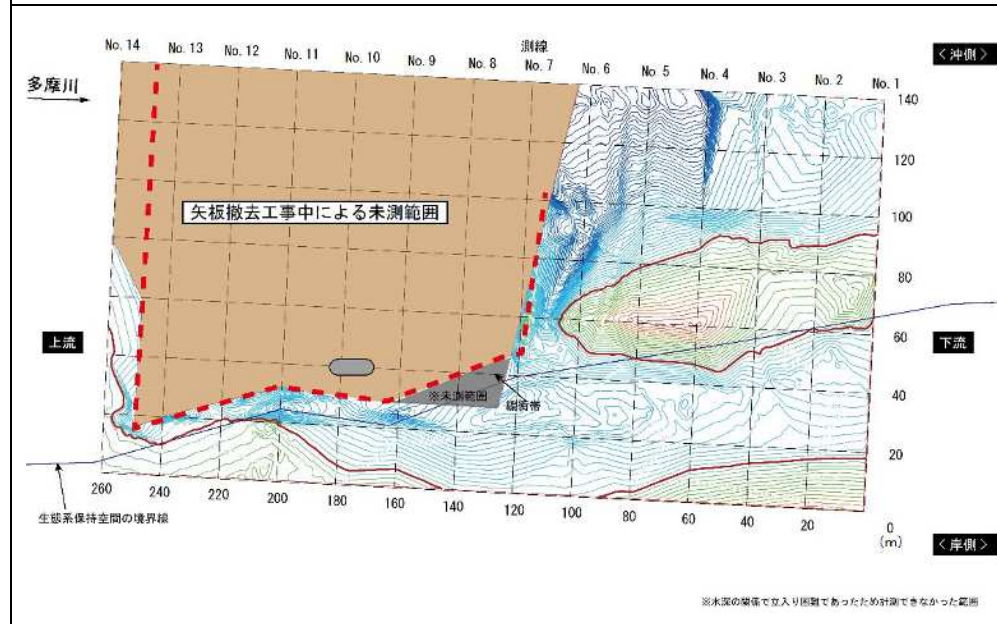 測線
No. 14
No. 13
No. 12
No. 11
No. 10
No. 9
No. 8
No. 7
No. 6
No. 5
No. 4
No. 3
No. 2
No. 1
＜沖側＞
多摩川
140
120
矢板撤去工事中による未測範囲
100
80
60
上流
下流
40
※未測範囲
緩衝帯
20
260
240
200
180
160
140
120
100
80
60
40
20
0
(m)
220
生態系保持空間の境界線
＜岸側＞
※水深の関係で立入り困難であったため計測できなかった範囲